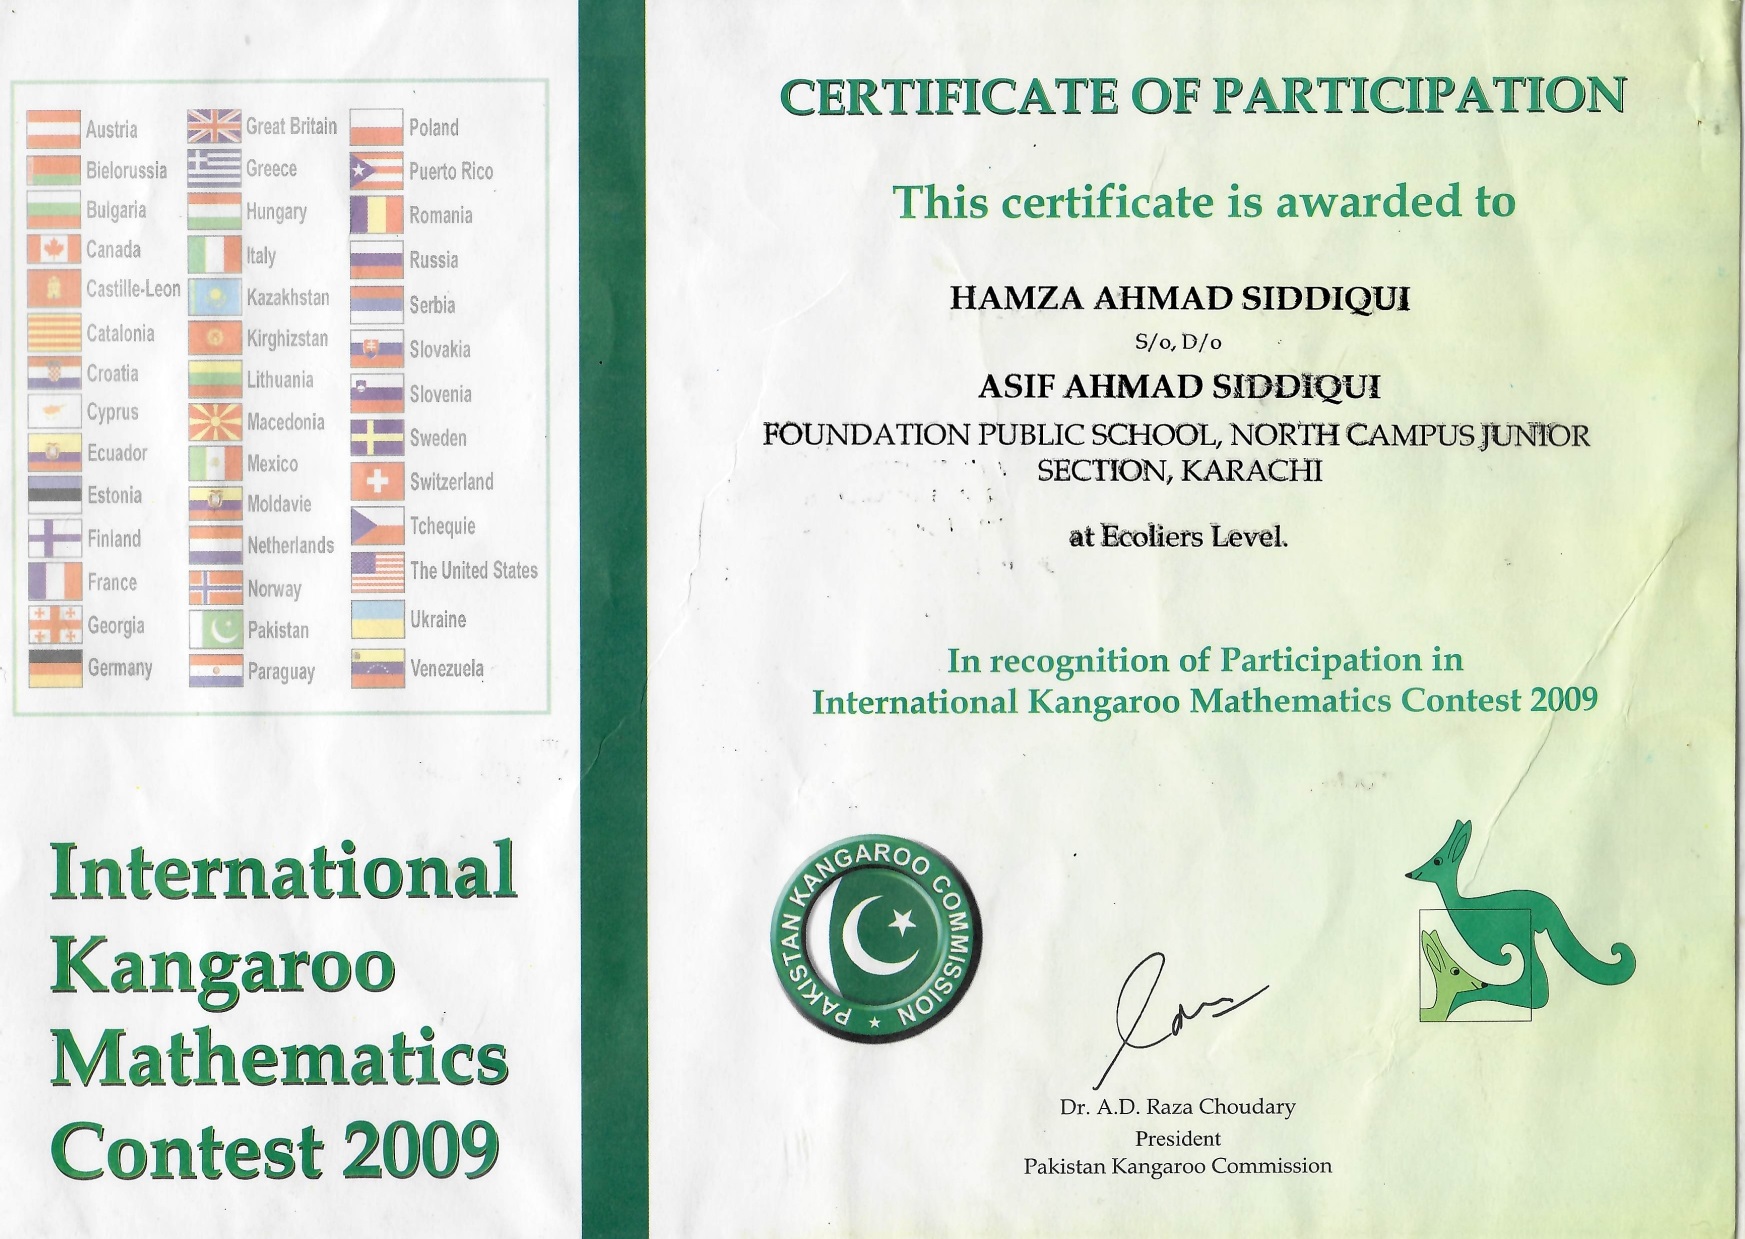 Austria
Bielorussia
Bulgaria
Canada
Castille-Leon
Catalonia
Croatia
Cyprus
Ecuador
Estonia
Finland
France
Georgia
Germany
Great Britain
Greece
Hungary
Italy
Kazakhstan
Kirghizstan
Lithuania
Macedonia
Mexico
Moldavie
Netherlands
Norway
Pakistan
Paraguay
Poland
Puerto Rico
Romania
Russia
Serbia
Slovakia
Slovenia
Sweden
Switzerland
Tchequie
The United States
Ukraine
Venezuela
International
Kangaroo
Mathematics
Contest 2009
CERTIFICATE OF PARTICIPATION
This certificate is awarded to
HAMZA AHMAD SIDDIQUI
S/o, D/o
ASIF AHMAD SIDDIQUI
FOUNDATION PUBLIC SCHOOL, NORTH CAMPUS JUNIOR
SECTION, KARACHI
at Ecoliers Level.
In recognition of Participation in
International Kangaroo Mathematics Contest 2009
PAKISTAN KANGAROO COMMISSION
Dr. A.D. Raza Choudary
President
Pakistan Kangaroo Commission